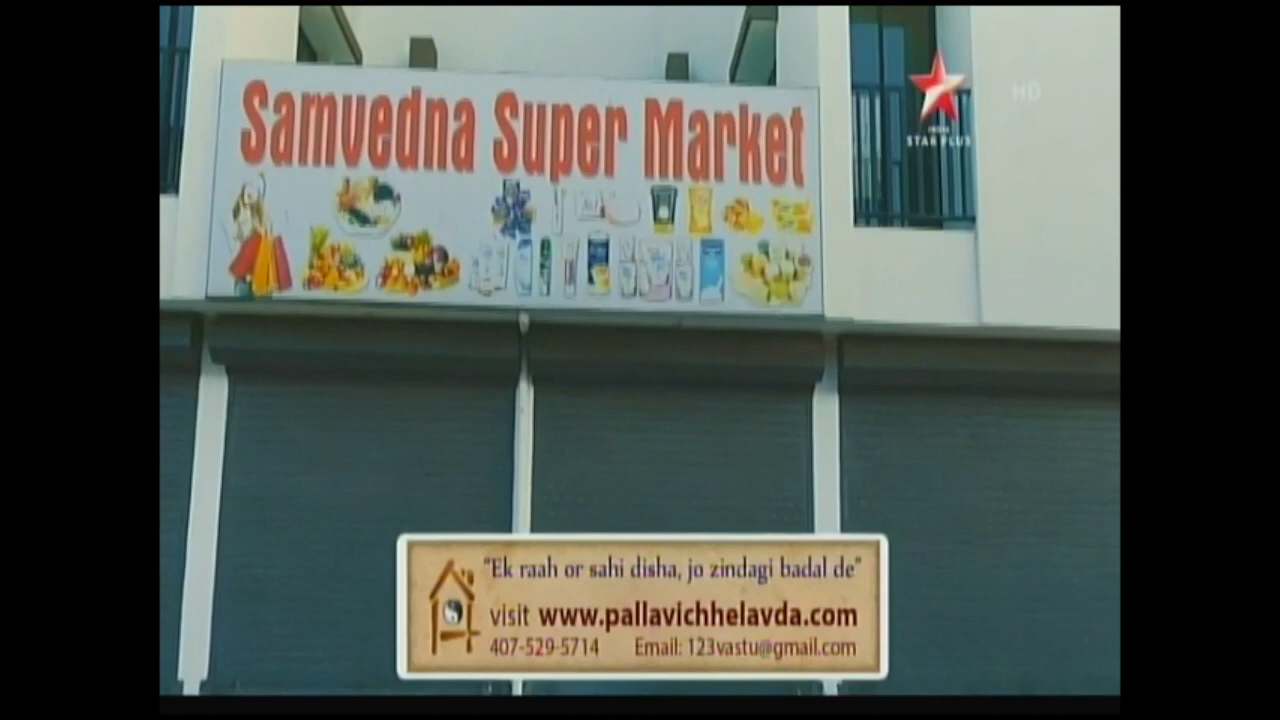 Samvedna Super Market
HD
INDIA
STAR PLUS
"Ek raah or sahi disha, jo zindagi badal de"
visit www.pallavichhelavda.com
407-529-5714 Email: 123vastu@gmail.com